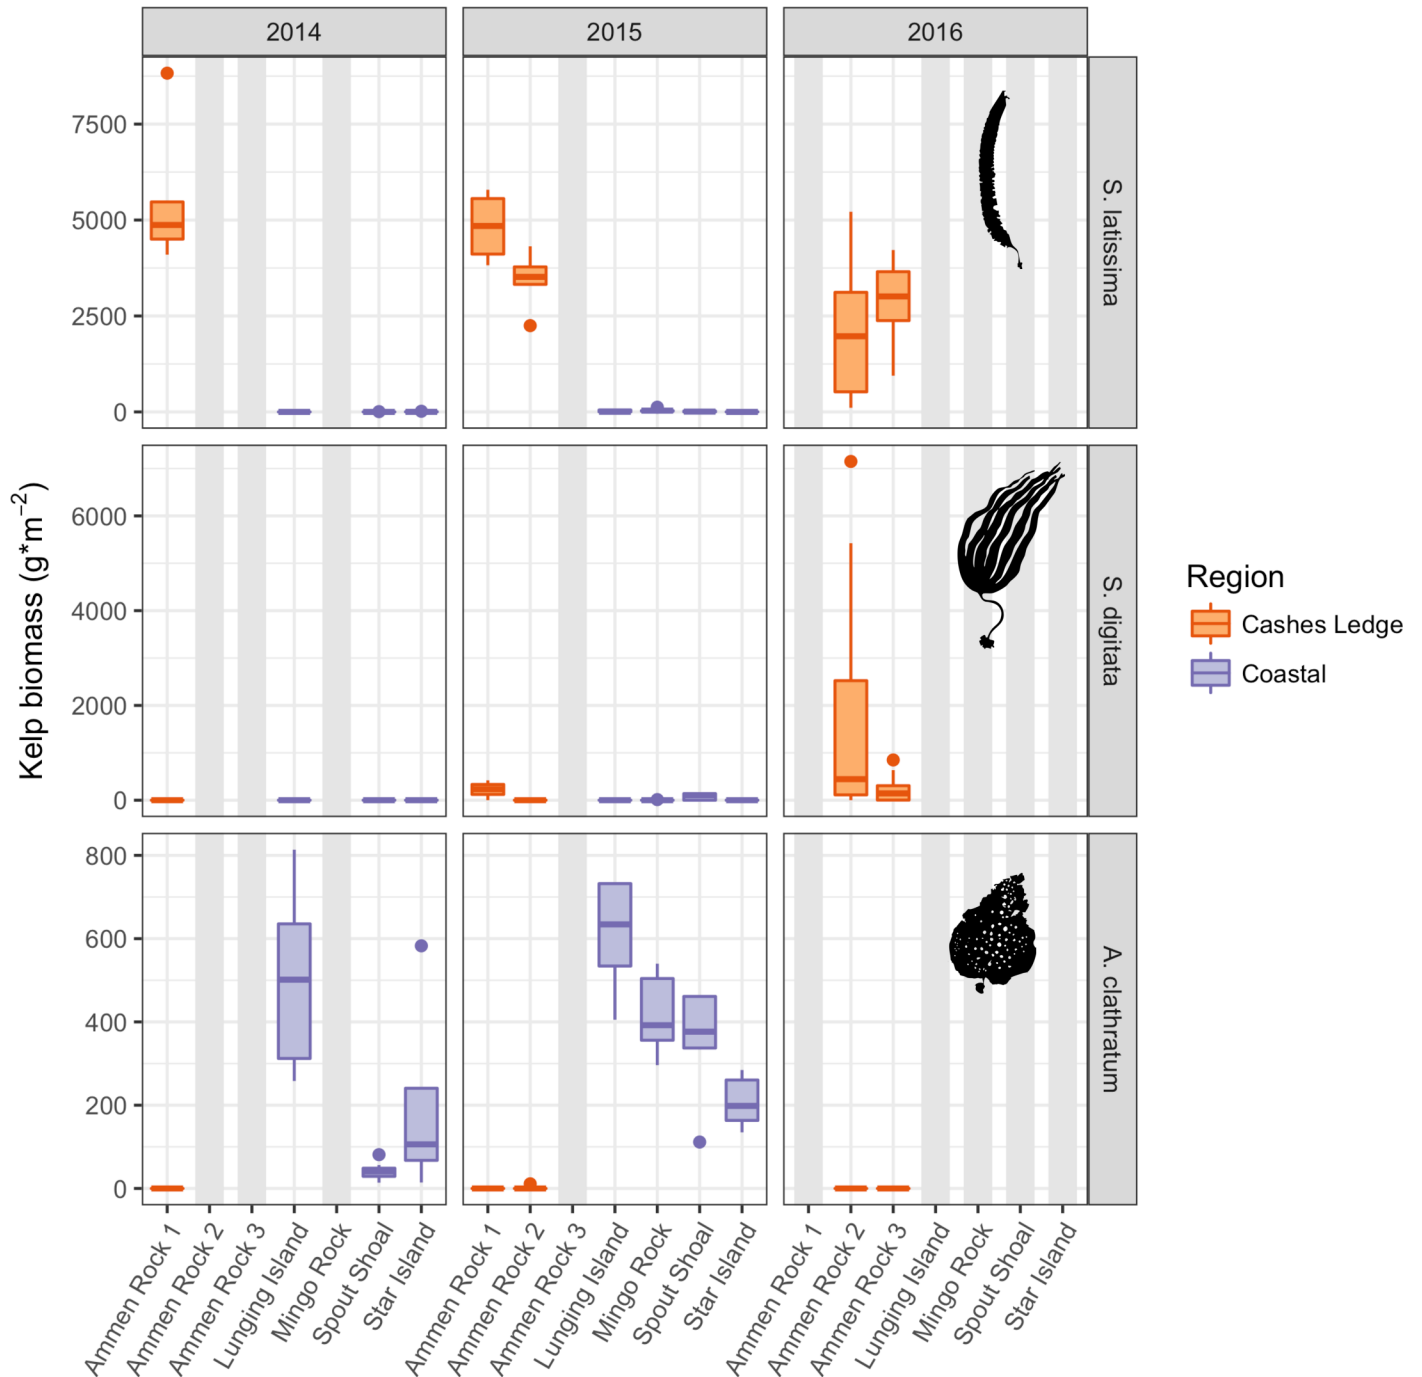 2014
2015
2016
7500
5000
2500
0
S. latissima
6000
4000
2000
0
S. digitata
800
600
400
200
0
A. clathratum
Kelp biomass (g*m−2)
Ammen Rock 1
Ammen Rock 2
Ammen Rock 3
Lunging Island
Mingo Rock
Spout Shoal
Star Island
Ammen Rock 1
Ammen Rock 2
Ammen Rock 3
Lunging Island
Mingo Rock
Spout Shoal
Star Island
Ammen Rock 1
Ammen Rock 2
Ammen Rock 3
Lunging Island
Mingo Rock
Spout Shoal
Star Island
Region
Cashes Ledge
Coastal